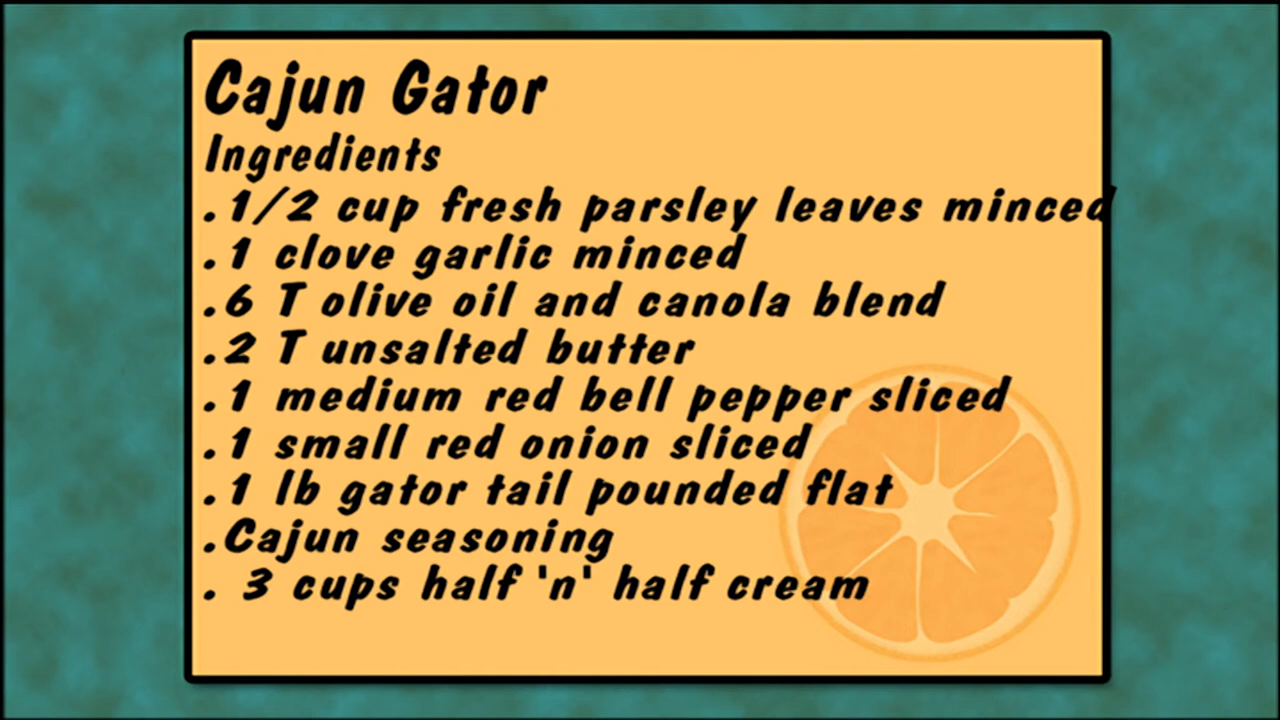 Cajun Gator
Ingredients
.1/2 cup fresh parsley leaves minced
.1 clove garlic minced
.6 T olive oil and canola blend
.2 T unsalted butter
.1 medium red bell pepper sliced
.1 small red onion sliced
.1 lb gator tail pounded flat
.Cajun seasoning
. 3 cups half 'n' half cream